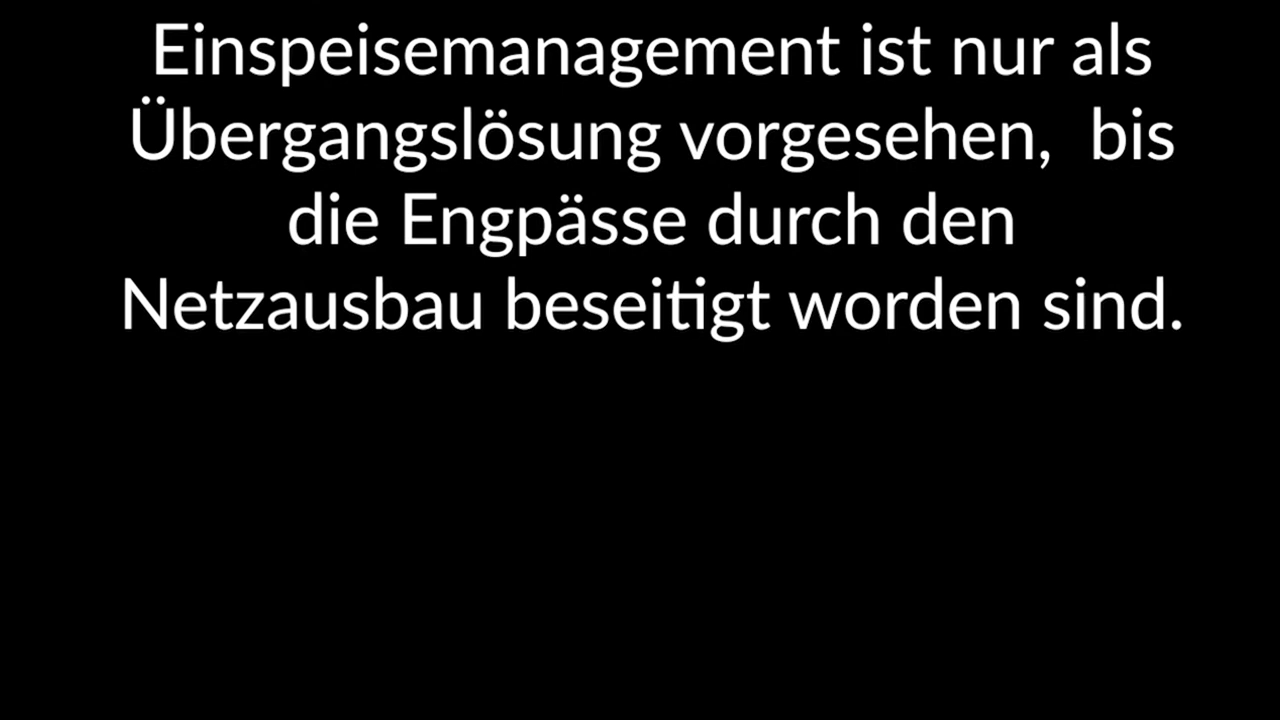 Einspeisemanagement ist nur als
Übergangslösung vorgesehen,  bis
die Engpässe durch den
Netzausbau beseitigt worden sind.